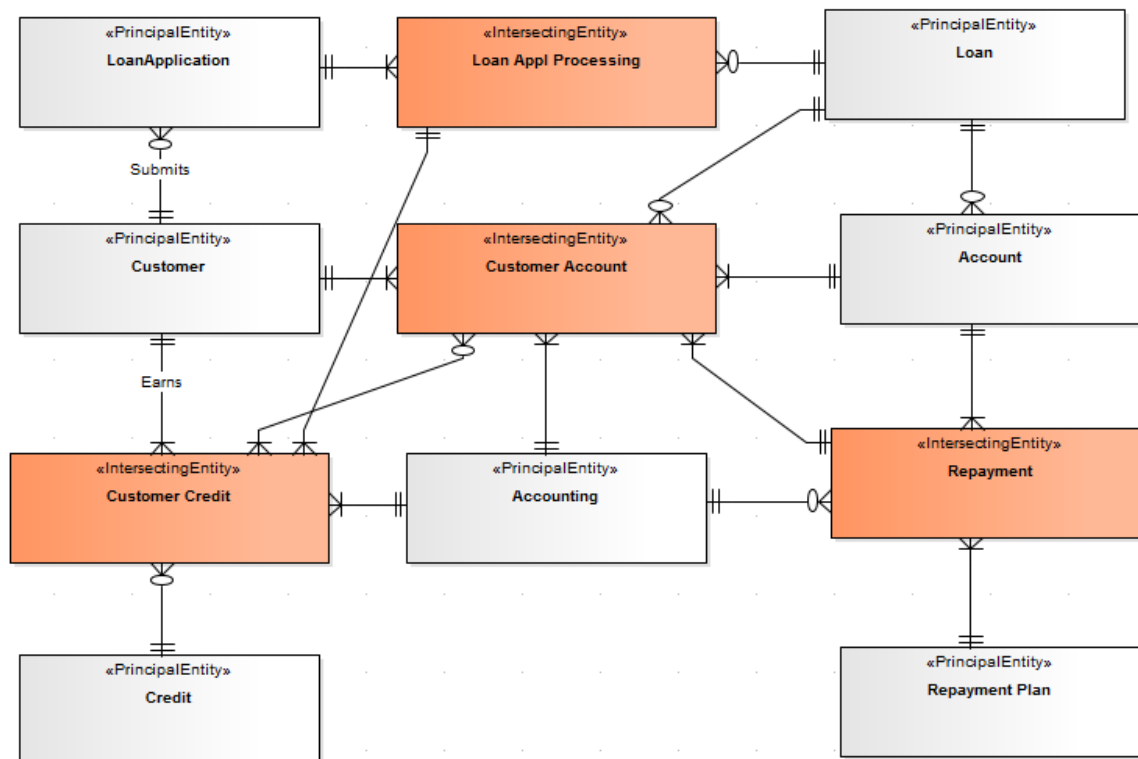 «PrincipalEntity»
LoanApplication
«IntersectingEntity»
Loan Appl Processing
«PrincipalEntity»
Loan
Submits
«PrincipalEntity»
Customer
«IntersectingEntity»
Customer Account
«PrincipalEntity»
Account
Earns
«IntersectingEntity»
Customer Credit
«PrincipalEntity»
Accounting
«IntersectingEntity»
Repayment
«PrincipalEntity»
Credit
«PrincipalEntity»
Repayment Plan